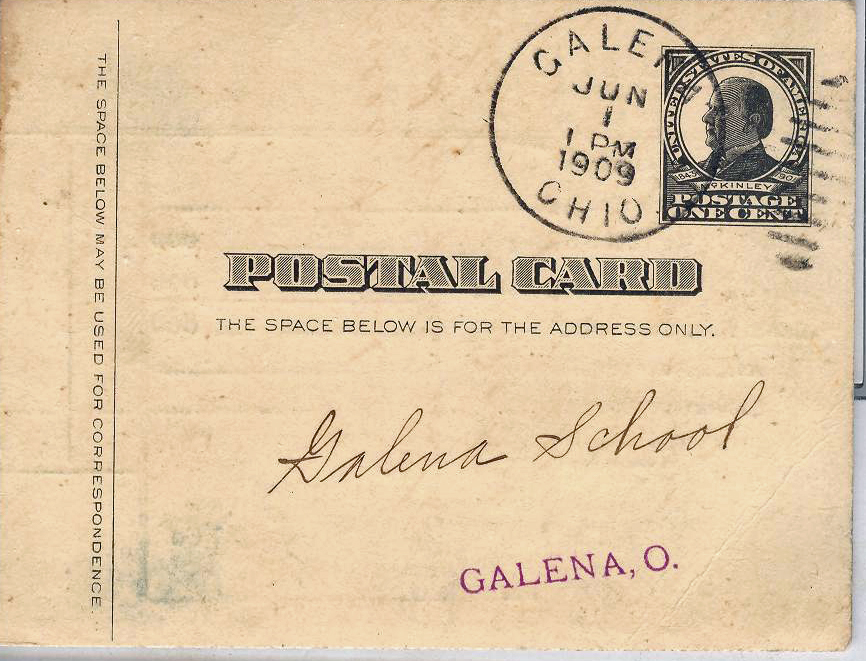 THE SPACE BELOW MAY BE USED FOR CORRESPONDENCE.
GALENA
JUN
1
1 PM
1909
OHIO
UNITED STATES OF AMERICA
1843 1901
McKINLEY
POSTAGE
ONE CENT
POSTAL CARD
THE SPACE BELOW IS FOR THE ADDRESS ONLY.
Galena School
GALENA, O.